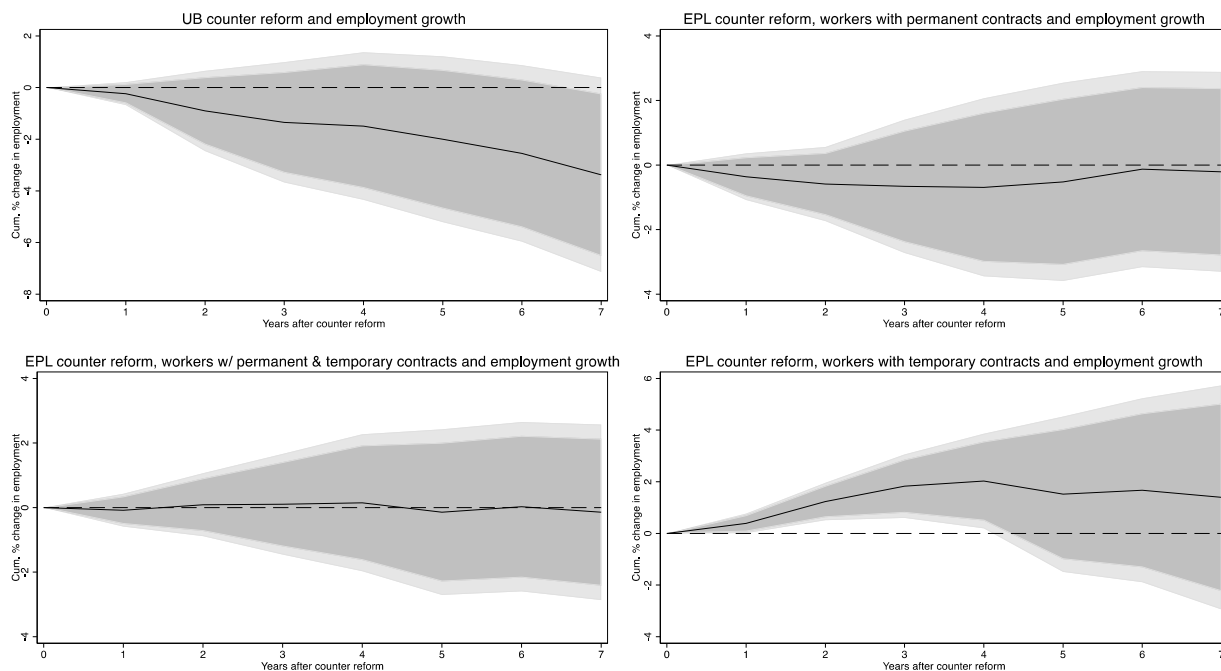 UB counter reform and employment growth
Cum. % change in employment
2
0
-2
-4
-6
-8
0 1 2 3 4 5 6 7
Years after counter reform
EPL counter reform, workers with permanent contracts and employment growth
Cum. % change in employment
4
2
0
-2
-4
0 1 2 3 4 5 6 7
Years after counter reform
EPL counter reform, workers w/ permanent & temporary contracts and employment growth
Cum. % change in employment
4
2
0
-2
-4
0 1 2 3 4 5 6 7
Years after counter reform
EPL counter reform, workers with temporary contracts and employment growth
Cum. % change in employment
6
4
2
0
-2
-4
0 1 2 3 4 5 6 7
Years after counter reform